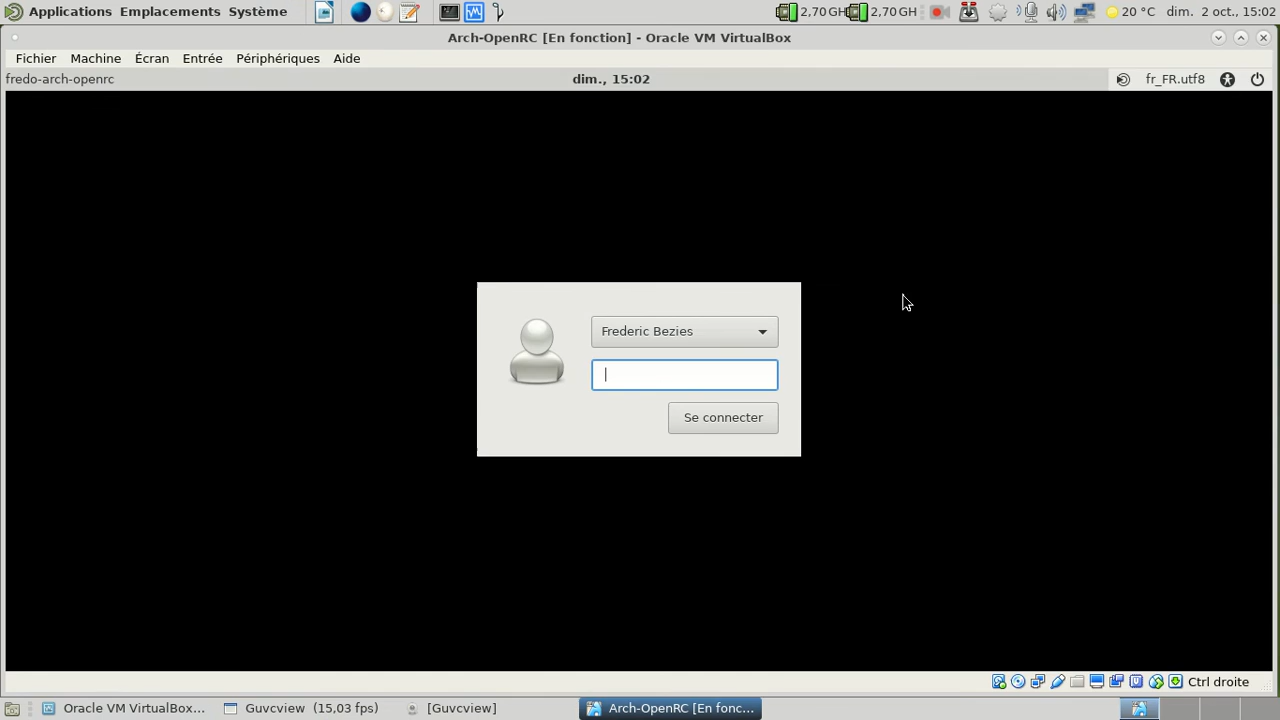 Applications Emplacements Système 2,70 GH 2,70 GH 20 °C dim. 2 oct., 15:02
Arch-OpenRC [En fonction] - Oracle VM VirtualBox
Fichier Machine Écran Entrée Périphériques Aide
fredo-arch-openrc dim., 15:02 fr_FR.utf8
Frederic Bezies
Se connecter
Ctrl droite
Oracle VM VirtualBox... Guvcview (15,03 fps) [Guvcview] Arch-OpenRC [En fonc...